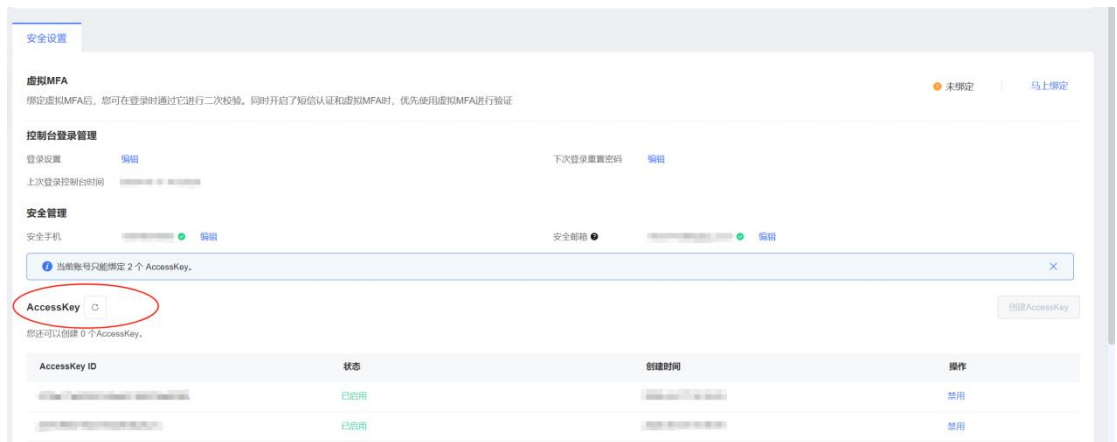 安全设置
虚拟MFA
绑定虚拟MFA后，您可在登录时通过它进行二次校验。同时开启了短信认证和虚拟MFA时，优先使用虚拟MFA进行验证
未绑定 马上绑定
控制台登录管理
登录设置 编辑 下次登录重置密码 编辑
上次登录控制台时间
安全管理
安全手机 编辑 安全邮箱 编辑
当前账号只能绑定 2 个 AccessKey。
AccessKey 创建AccessKey
您还可以创建 0 个AccessKey。
AccessKey ID 状态 创建时间 操作
已启用 禁用
已启用 禁用